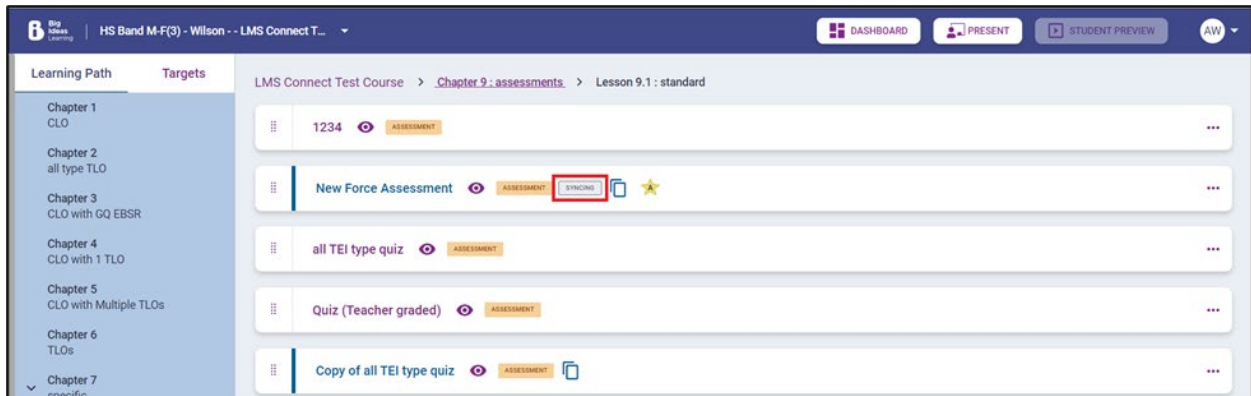 Big Ideas Learning
HS Band M-F(3) - Wilson - - LMS Connect T...
DASHBOARD
PRESENT
STUDENT PREVIEW
AW
Learning Path
Targets
LMS Connect Test Course > Chapter 9 : assessments > Lesson 9.1 : standard
Chapter 1
CLO
Chapter 2
all type TLO
Chapter 3
CLO with GQ EBSR
Chapter 4
CLO with 1 TLO
Chapter 5
CLO with Multiple TLOs
Chapter 6
TLOs
Chapter 7
specific
1234 ASSESSMENT
New Force Assessment ASSESSMENT SYNCING A
all TEI type quiz ASSESSMENT
Quiz (Teacher graded) ASSESSMENT
Copy of all TEI type quiz ASSESSMENT